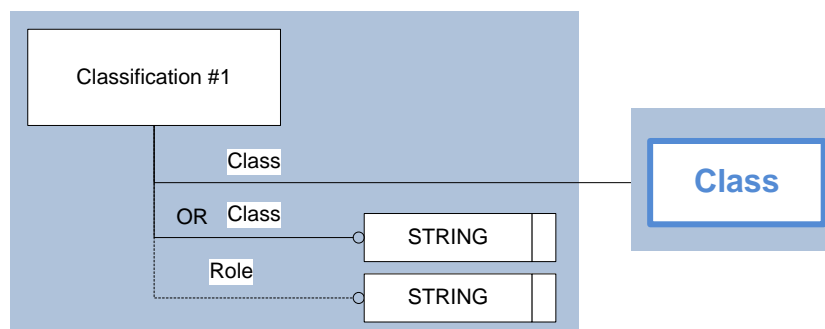 Classification #1
Class
Class
OR Class
STRING
Role
STRING